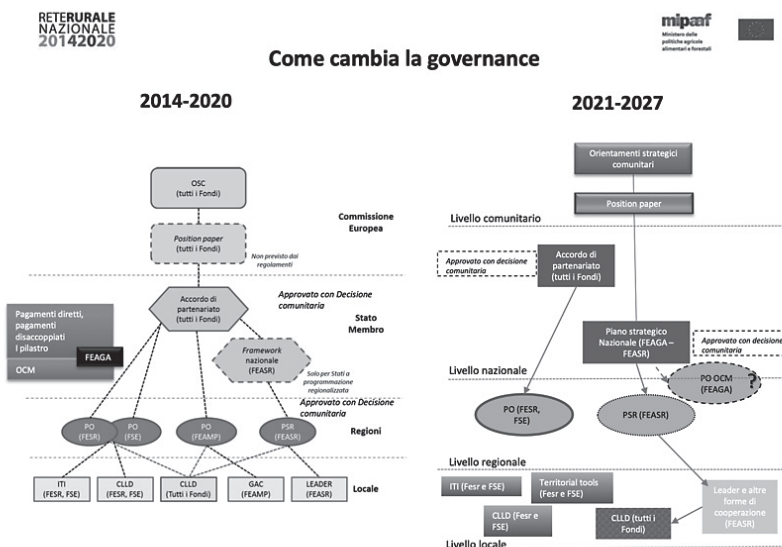 RETERURALE
NAZIONALE
20142020
mipaaf
Ministero delle
politiche agricole
alimentari e forestali
Come cambia la governance
2014-2020
OSC
(tutti i Fondi)
Commissione
Europea
Position paper
(tutti i Fondi)
Non previsto dai
regolamenti
Accordo di
partenariato
(tutti i Fondi)
Approvato con Decisione
comunitaria
Stato
Membro
Pagamenti diretti,
pagamenti
disaccoppiati
I pilastro
FEAGA
OCM
Framework
nazionale
(FEASR)
Solo per Stati a
programmazione
regionalizzata
Approvato con Decisione
comunitaria
PO
(FESR)
PO
(FSE)
PO
(FEAMP)
PSR
(FEASR)
Regioni
ITI
(FESR, FSE)
CLLD
(FESR, FSE)
CLLD
(Tutti i Fondi)
GAC
(FEAMP)
LEADER
(FEASR)
Locale
2021-2027
Orientamenti strategici
comunitari
Position paper
Livello comunitario
Approvato con decisione
comunitaria
Accordo di
partenariato
(tutti i Fondi)
Piano strategico
Nazionale (FEAGA –
FEASR)
Approvato con decisione
comunitaria
Livello nazionale
PO OCM
(FEAGA)
?
PO (FESR,
FSE)
PSR (FEASR)
Livello regionale
ITI (Fesr e FSE)
Territorial tools
(Fesr e FSE)
CLLD (Fesr e
FSE)
CLLD (tutti i
Fondi)
Leader e altre
forme di
cooperazione
(FEASR)
Livello locale